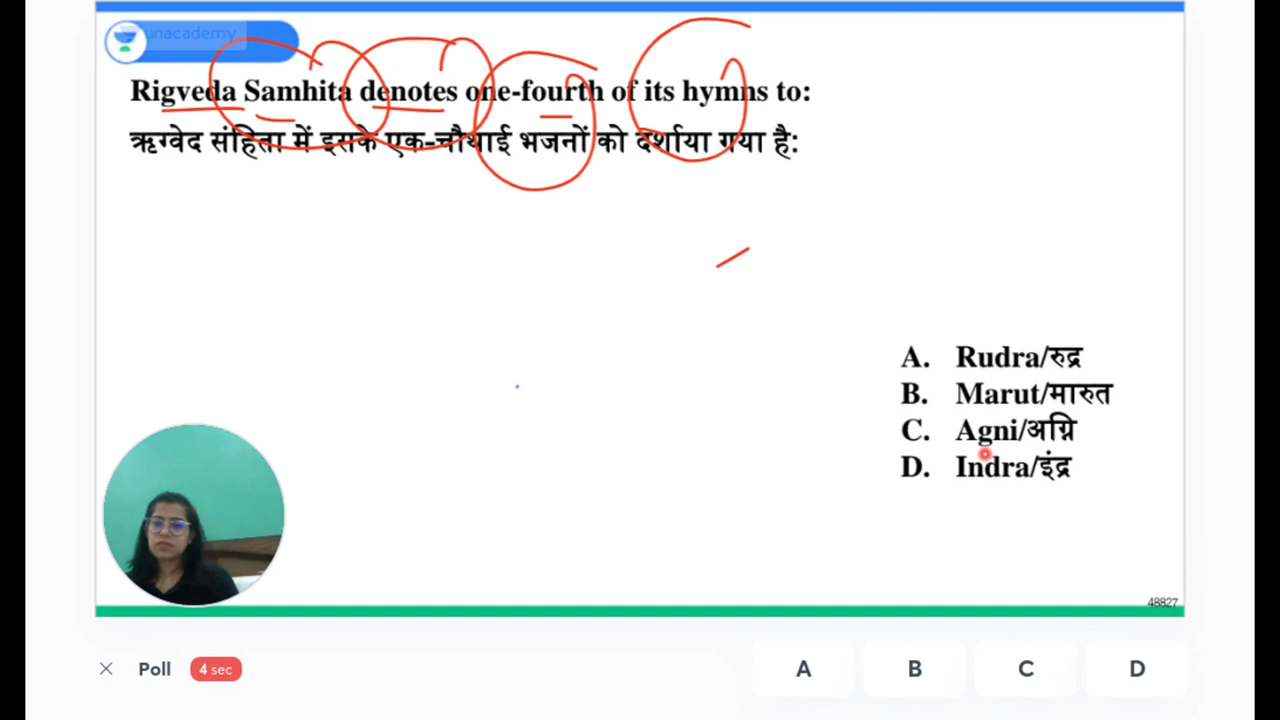 unacademy
Rigveda Samhita denotes one-fourth of its hymns to:
ऋग्वेद संहिता में इसके एक-चौथाई भजनों को दर्शाया गया है:
A. Rudra/रुद्र
B. Marut/मारुत
C. Agni/अग्नि
D. Indra/इंद्र
48827
Poll 4 sec A B C D